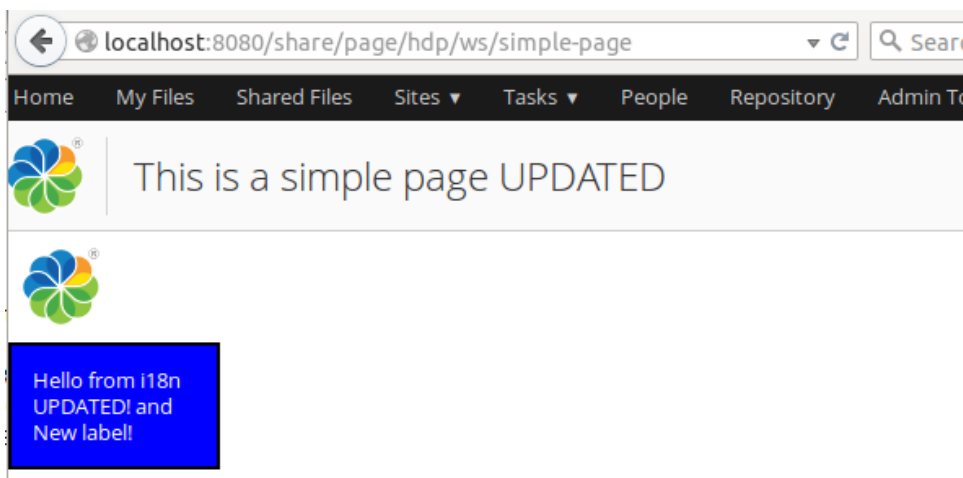 localhost:8080/share/page/hdp/ws/simple-page Sear
Home My Files Shared Files Sites ▾ Tasks ▾ People Repository Admin To
®
This is a simple page UPDATED
®
Hello from i18n
UPDATED! and
New label!